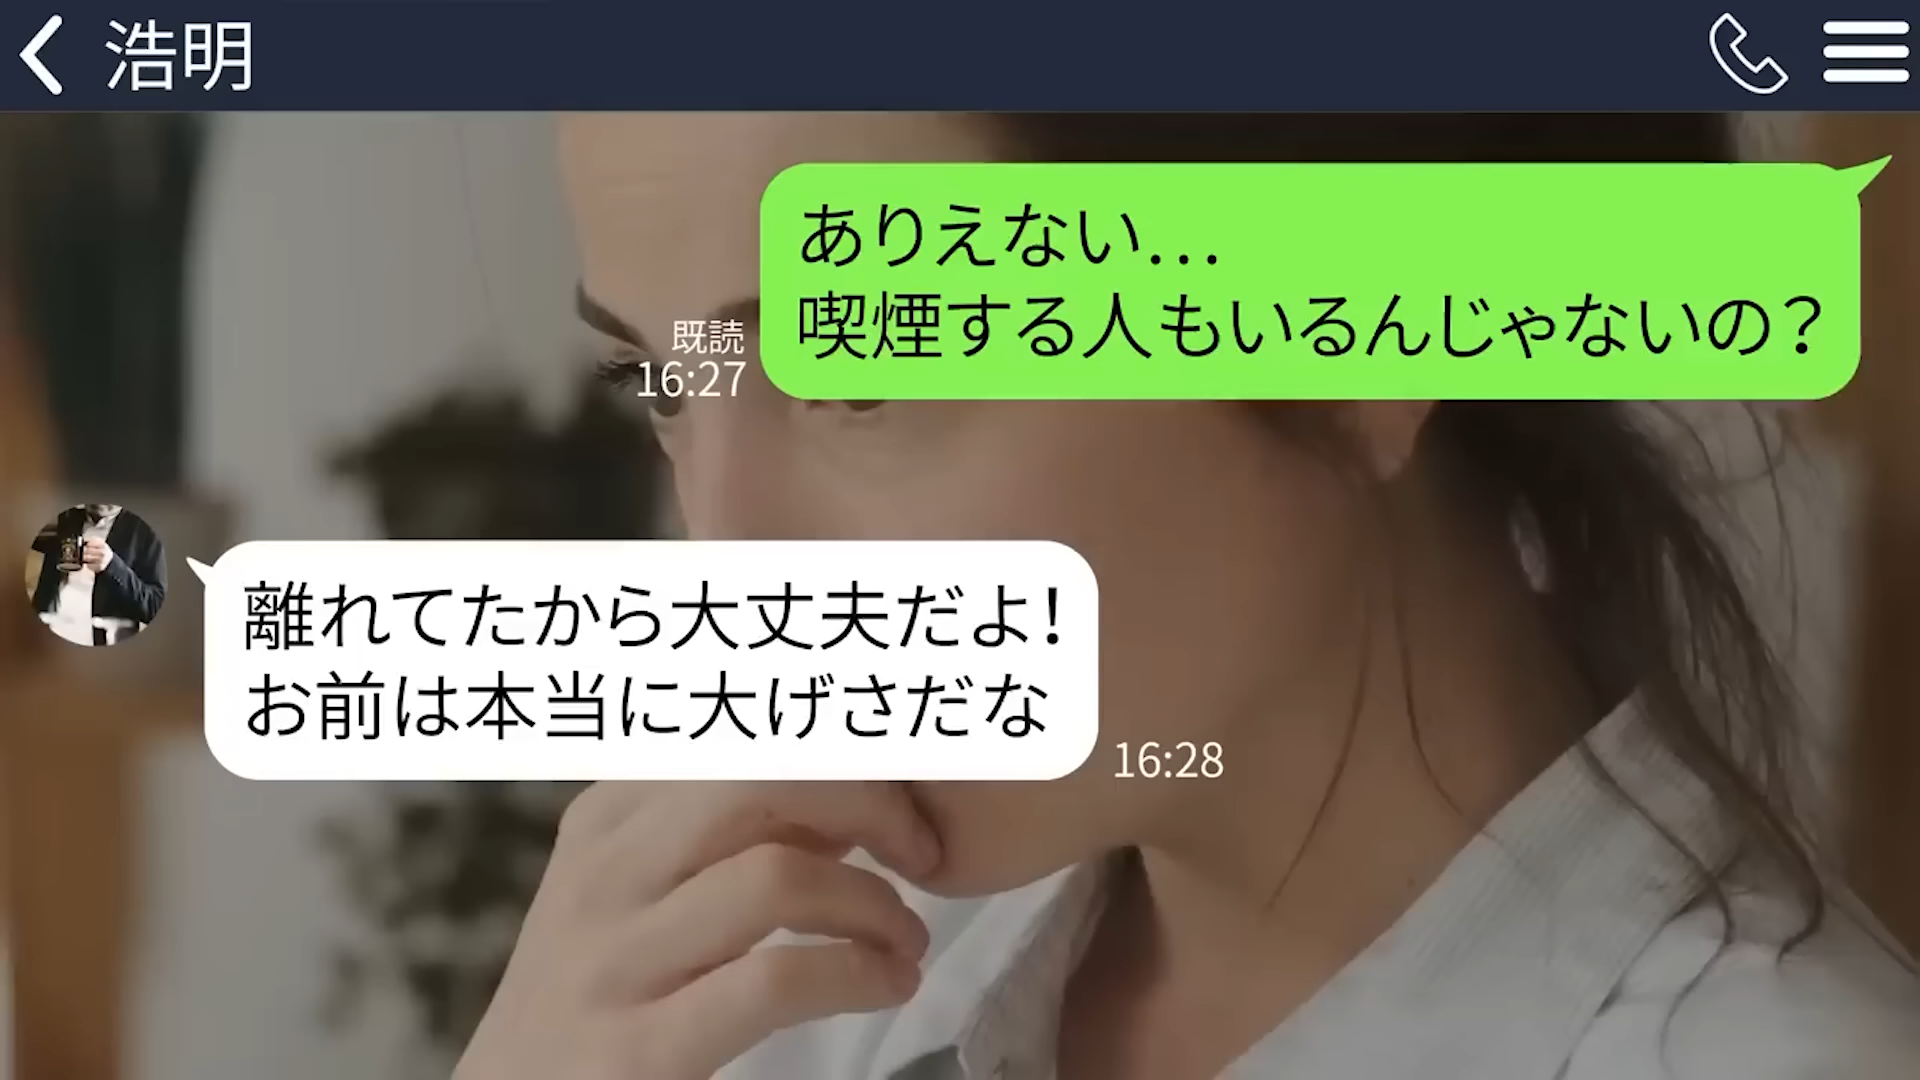 浩明
ありえない…
喫煙する人もいるんじゃないの？
既読
16:27
離れてたから大丈夫だよ！
お前は本当に大げさだな
16:28